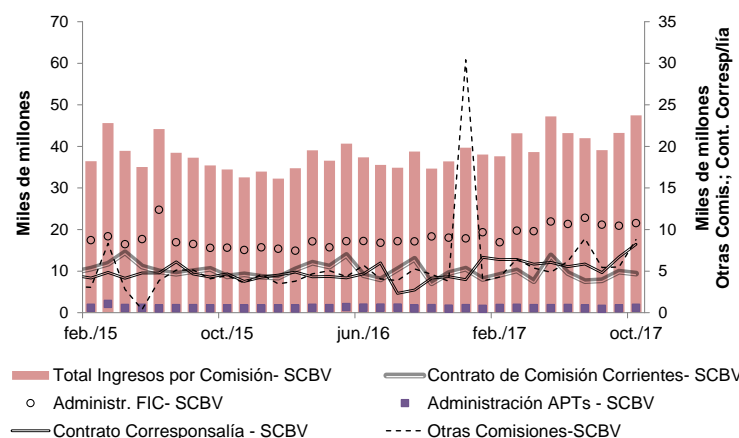 70
60
50
40
30
20
10
0
Miles de millones
35
30
25
20
15
10
5
0
Miles de millones
Otras Comis.; Cont. Corresp/lía
feb./15
oct./15
jun./16
feb./17
oct./17
Total Ingresos por Comisión- SCBV
Contrato de Comisión Corrientes- SCBV
Administr. FIC- SCBV
Administración APTs - SCBV
Contrato Corresponsalía - SCBV
Otras Comisiones-SCBV